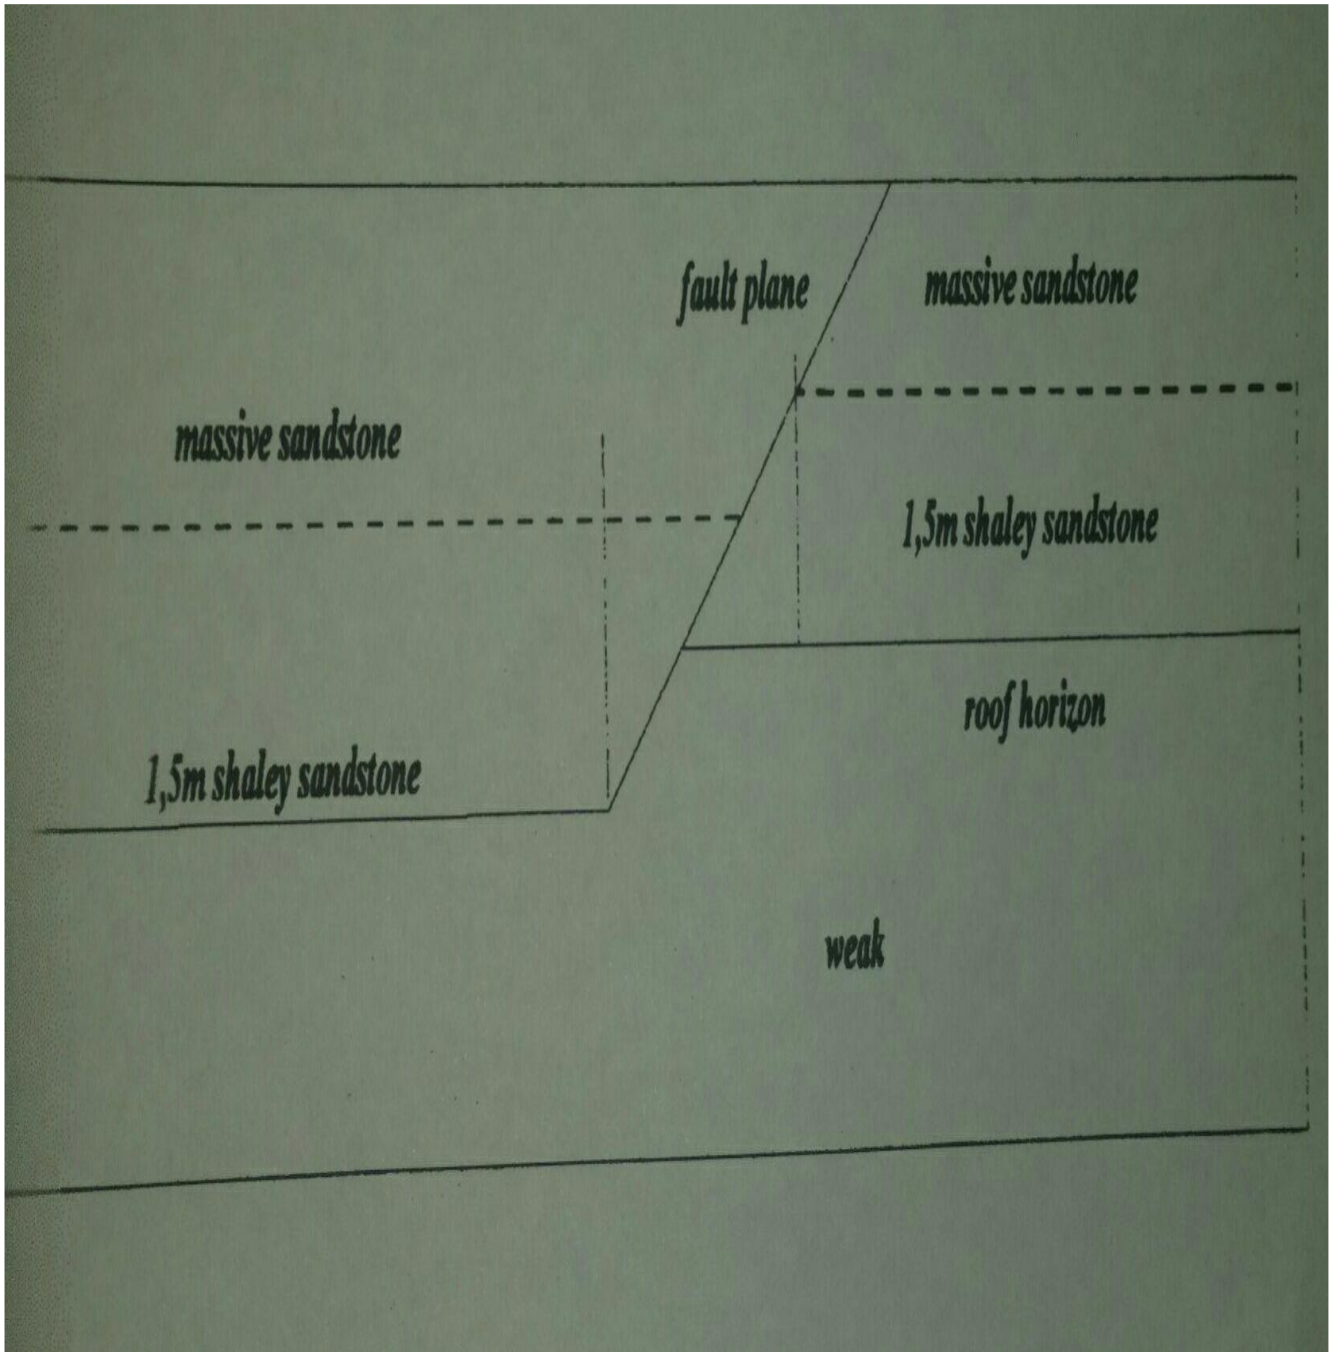 fault plane
massive sandstone
massive sandstone
1,5m shaley sandstone
roof horizon
1,5m shaley sandstone
weak